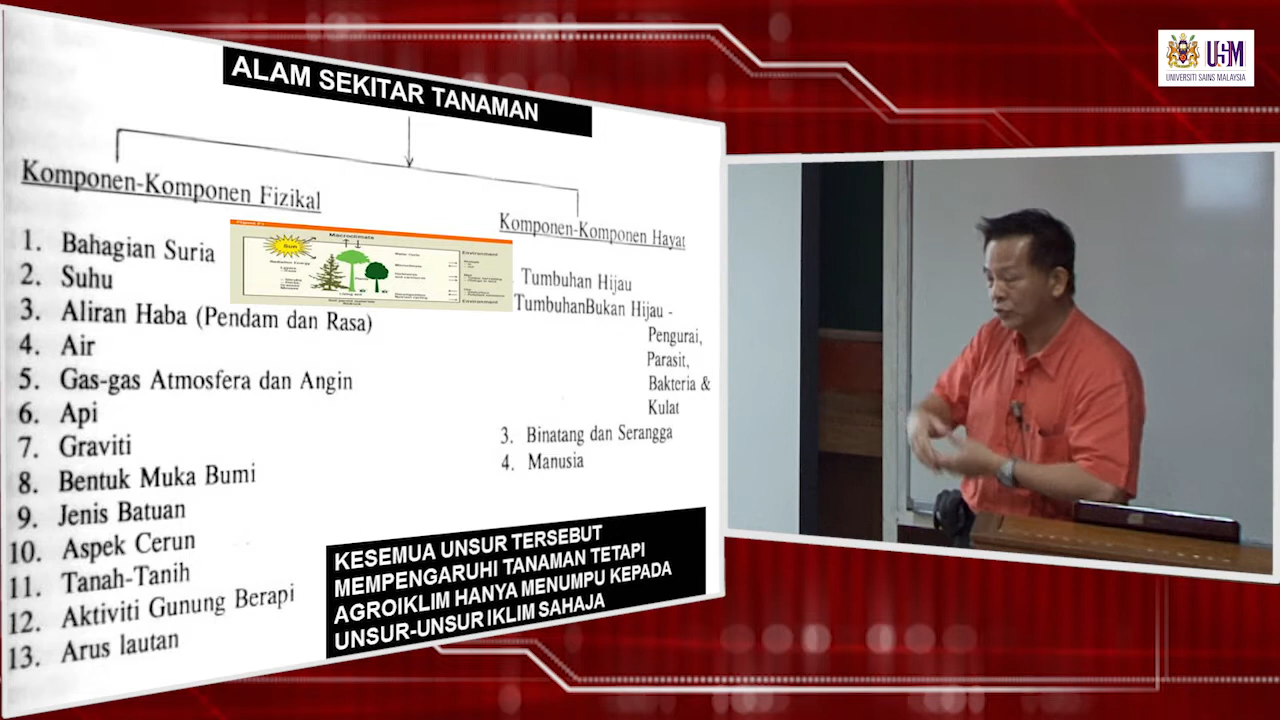 ALAM SEKITAR TANAMAN
Komponen-Komponen Fizikal
1. Bahagian Suria
2. Suhu
3. Aliran Haba (Pendam dan Rasa)
4. Air
5. Gas-gas Atmosfera dan Angin
6. Api
7. Graviti
8. Bentuk Muka Bumi
9. Jenis Batuan
10. Aspek Cerun
11. Tanah-Tanih
12. Aktiviti Gunung Berapi
13. Arus lautan
Macroclimate
Sun
Environment
Environment
Komponen-Komponen Hayat
Tumbuhan Hijau
TumbuhanBukan Hijau -
Pengurai,
Parasit,
Bakteria &
Kulat
3. Binatang dan Serangga
4. Manusia
KESEMUA UNSUR TERSEBUT
MEMPENGARUHI TANAMAN TETAPI
AGROIKLIM HANYA MENUMPU KEPADA
UNSUR-UNSUR IKLIM SAHAJA
USM
UNIVERSITI SAINS MALAYSIA